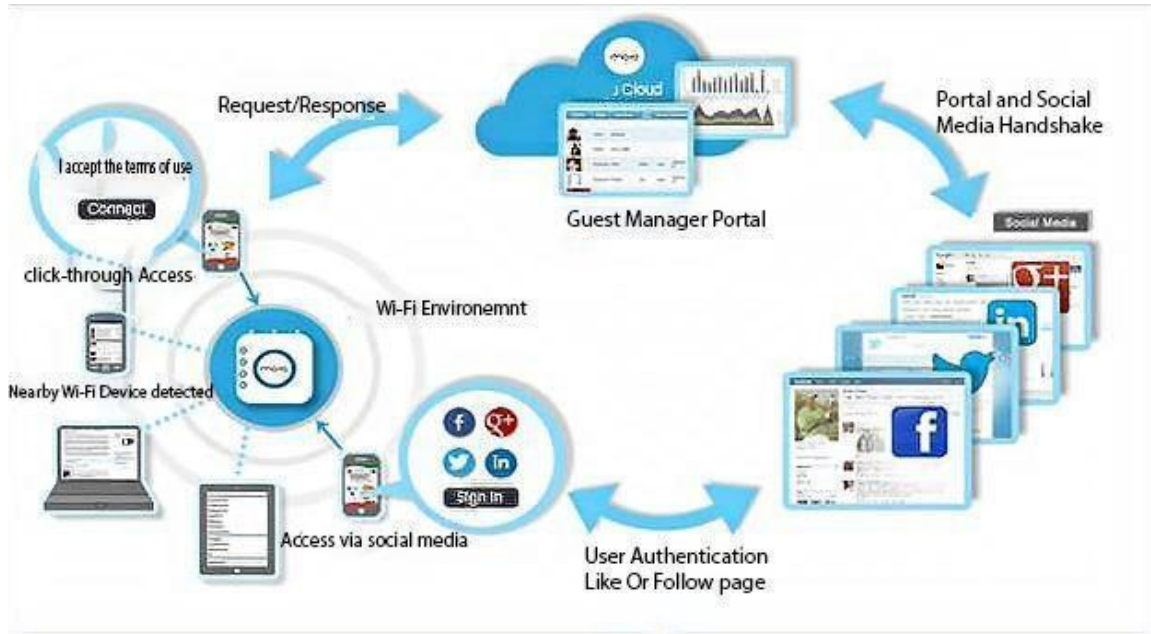 Cloud
Request/Response
Portal and Social
Media Handshake
I accept the terms of use
Connect
Guest Manager Portal
Social Media
click-through Access
Wi-Fi Environemnt
Nearby Wi-Fi Device detected
Sign In
Access via social media
User Authentication
Like Or Follow page